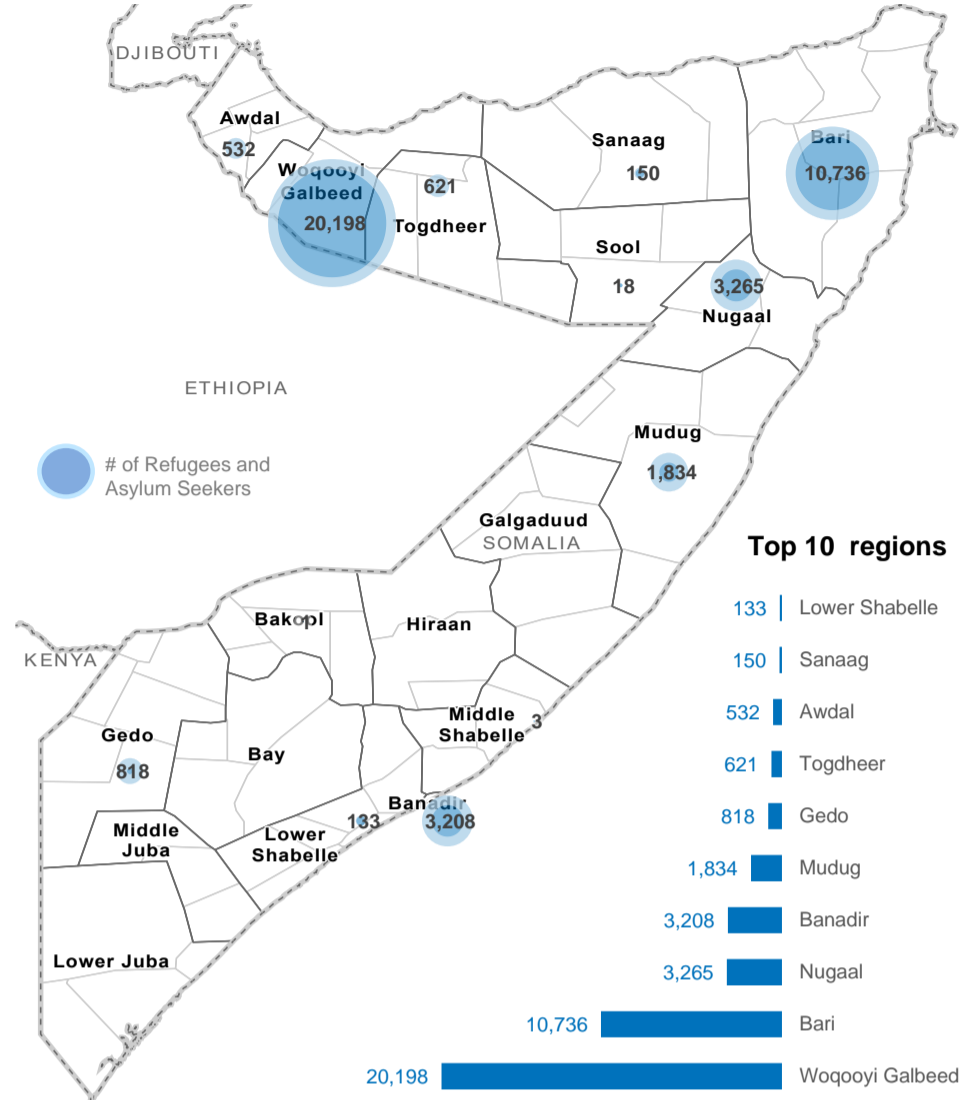 DJIBOUTI
Awdal
532
Woqooyi
Galbeed
20,198
621
Togdheer
Sanaag
150
Bari
10,736
Sool
18
3,265
Nugaal
ETHIOPIA
# of Refugees and
Asylum Seekers
Mudug
1,834
Galgaduud
SOMALIA
Hiraan
KENYA
Gedo
818
Bay
Middle
Shabelle
3
Banadir
3,208
133
Lower
Shabelle
Middle
Juba
Lower Juba
Top 10 regions
133 Lower Shabelle
150 Sanaag
532 Awdal
621 Togdheer
818 Gedo
1,834 Mudug
3,208 Banadir
3,265 Nugaal
10,736 Bari
20,198 Woqooyi Galbeed